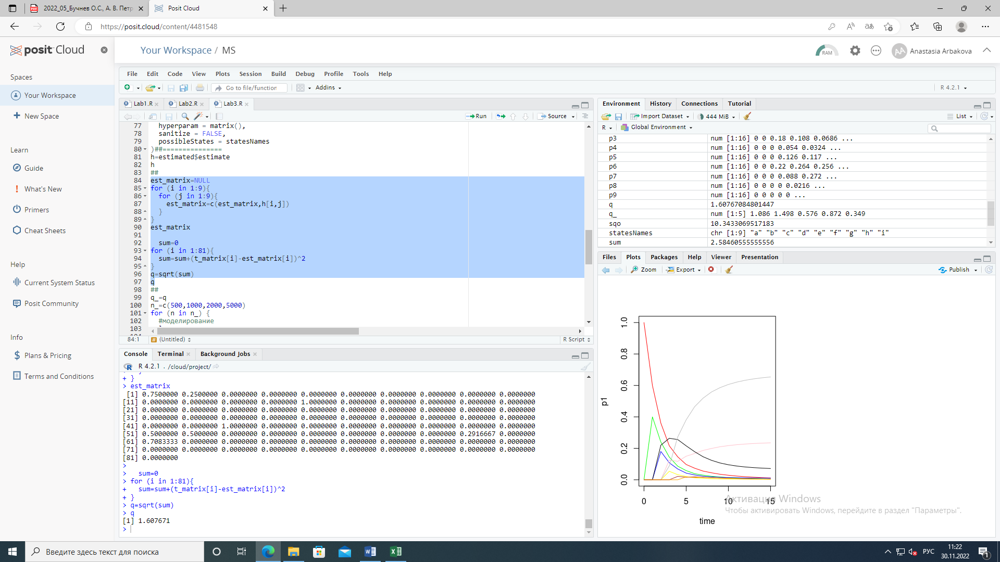 2022_05_Бучнев О.С., А. В. Петр
Posit Cloud
https://posit.cloud/content/4481548
posit Cloud
Your Workspace / MS
RAM
AA
Anastasia Arbakova
Spaces
Your Workspace
New Space
Learn
Guide
What's New
Primers
Cheat Sheets
Help
Current System Status
Posit Community
Info
Plans & Pricing
Terms and Conditions
File Edit Code View Plots Session Build Debug Profile Tools Help
Go to file/function
Addins
R 4.2.1
Lab1.R
Lab2.R
Lab3.R
Run
Source
77 hyperparam = matrix(),
78 sanitize = FALSE,
79 possibleStates = statesNames
80 )##===============
81 h=estimated$estimate
82 h
83 ##
84 est_matrix=NULL
85 for (i in 1:9){
86 for (j in 1:9){
87 est_matrix=c(est_matrix,h[i,j])
88 }
89 }
90 est_matrix
91
92 sum=0
93 for (i in 1:81){
94 sum=sum+(t_matrix[i]-est_matrix[i])^2
95 }
96 q=sqrt(sum)
97 q
98 ##
99 q_=q
100 n_=c(500,1000,2000,5000)
101 for (n in n_) {
102 #моделирование
103
84:1
(Untitled)
R Script
Console Terminal Background Jobs
R 4.2.1 . /cloud/project/
+ }
> est_matrix
[1] 0.7500000 0.2500000 0.0000000 0.0000000 0.0000000 0.0000000 0.0000000 0.0000000 0.0000000 0.0000000
[11] 0.0000000 0.0000000 0.0000000 0.0000000 1.0000000 0.0000000 0.0000000 0.0000000 0.0000000 0.0000000
[21] 0.0000000 0.0000000 0.0000000 0.0000000 0.0000000 0.0000000 0.0000000 0.0000000 0.0000000 0.0000000
[31] 0.0000000 0.0000000 0.0000000 0.0000000 0.0000000 0.0000000 0.0000000 0.0000000 0.0000000 0.0000000
[41] 0.0000000 0.0000000 1.0000000 0.0000000 0.0000000 0.0000000 0.0000000 0.0000000 0.0000000 0.0000000
[51] 0.5000000 0.5000000 0.0000000 0.0000000 0.0000000 0.0000000 0.0000000 0.0000000 0.2916667 0.0000000
[61] 0.7083333 0.0000000 0.0000000 0.0000000 0.0000000 0.0000000 0.0000000 0.0000000 0.0000000 0.0000000
[71] 0.0000000 0.0000000 0.0000000 0.0000000 0.0000000 0.0000000 0.0000000 0.0000000 0.0000000 0.0000000
[81] 0.0000000
>
> sum=0
> for (i in 1:81){
+ sum=sum+(t_matrix[i]-est_matrix[i])^2
+ }
> q=sqrt(sum)
> q
[1] 1.607671
>
Environment History Connections Tutorial
Import Dataset
444 MiB
List
R
Global Environment
p3 num [1:16] 0 0 0.18 0.108 0.0686 ...
p4 num [1:16] 0 0 0 0.054 0.0324 ...
p5 num [1:16] 0 0 0 0.126 0.117 ...
p6 num [1:16] 0 0 0.22 0.264 0.256 ...
p7 num [1:16] 0 0 0 0.088 0.272 ...
p8 num [1:16] 0 0 0 0 0.0216 ...
p9 num [1:16] 0 0 0 0 0 ...
q 1.60767084801447
q_ num [1:5] 1.086 1.498 0.576 0.872 0.349
sqo 10.3433069517183
statesNames chr [1:9] "a" "b" "c" "d" "e" "f" "g" "h" "i"
sum 2.58460555555556
Files Plots Packages Help Viewer Presentation
Zoom
Export
Publish
p1
0.0 0.2 0.4 0.6 0.8 1.0
0 5 10 15
time
Активация Windows
Чтобы активировать Windows, перейдите в раздел "Параметры".
Введите здесь текст для поиска
РУС
11:22
30.11.2022
1